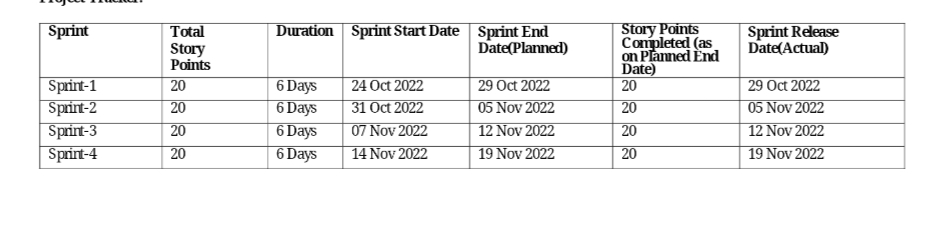 Project Tracker:
Sprint Total Story Points Duration Sprint Start Date Sprint End Date(Planned) Story Points Completed (as on Planned End Date) Sprint Release Date(Actual)
Sprint-1 20 6 Days 24 Oct 2022 29 Oct 2022 20 29 Oct 2022
Sprint-2 20 6 Days 31 Oct 2022 05 Nov 2022 20 05 Nov 2022
Sprint-3 20 6 Days 07 Nov 2022 12 Nov 2022 20 12 Nov 2022
Sprint-4 20 6 Days 14 Nov 2022 19 Nov 2022 20 19 Nov 2022